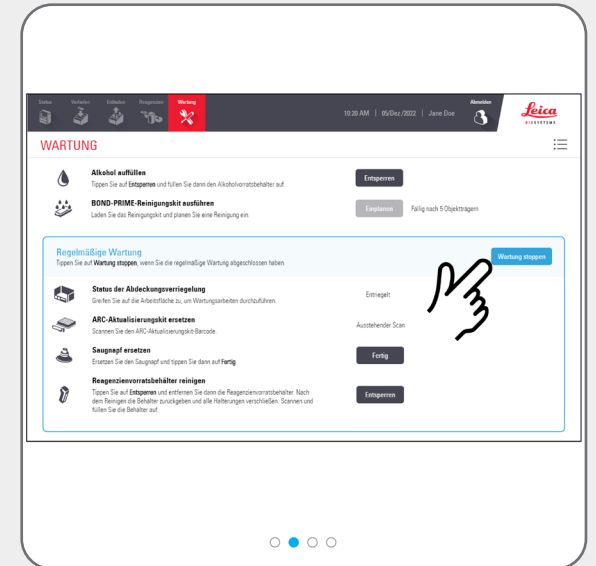 Status Vorladen Entladen Reagenzien Wartung Abmelden
10:20 AM | 05/Dez./2022 | Jane Doe
Leica
BIOSYSTEMS
WARTUNG
Alkohol auffüllen
Tippen Sie auf Entsperren und füllen Sie dann den Alkoholvorratsbehälter auf.
Entsperren
BOND-PRIME-Reinigungskit ausführen
Laden Sie das Reinigungskit und planen Sie eine Reinigung ein.
Einplanen Fällig nach 5 Objektträgern
Regelmäßige Wartung
Tippen Sie auf Wartung stoppen, wenn Sie die regelmäßige Wartung abgeschlossen haben.
Wartung stoppen
Status der Abdeckungsverriegelung
Greifen Sie auf die Arbeitsfläche zu, um Wartungsarbeiten durchzuführen.
Entriegelt
ARC-Aktualisierungskit ersetzen
Scannen Sie den ARC-Aktualisierungskit-Barcode.
Ausstehender Scan
Saugnapf ersetzen
Ersetzen Sie den Saugnapf und tippen Sie dann auf Fertig.
Fertig
Reagenzienvorratsbehälter reinigen
Tippen Sie auf Entsperren und entfernen Sie dann die Reagenzienvorratsbehälter. Nach
dem Reinigen die Behälter zurückgeben und alle Halterungen verschließen. Scannen und
füllen Sie die Behälter auf.
Entsperren